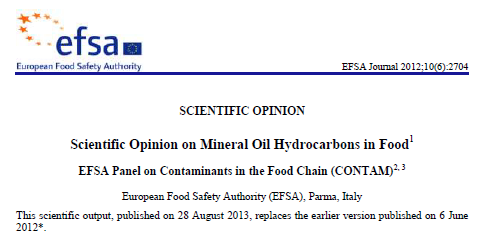 efsa
European Food Safety Authority
EFSA Journal 2012;10(6):2704
SCIENTIFIC OPINION
Scientific Opinion on Mineral Oil Hydrocarbons in Food¹
EFSA Panel on Contaminants in the Food Chain (CONTAM)², ³
European Food Safety Authority (EFSA), Parma, Italy
This scientific output, published on 28 August 2013, replaces the earlier version published on 6 June
2012*.